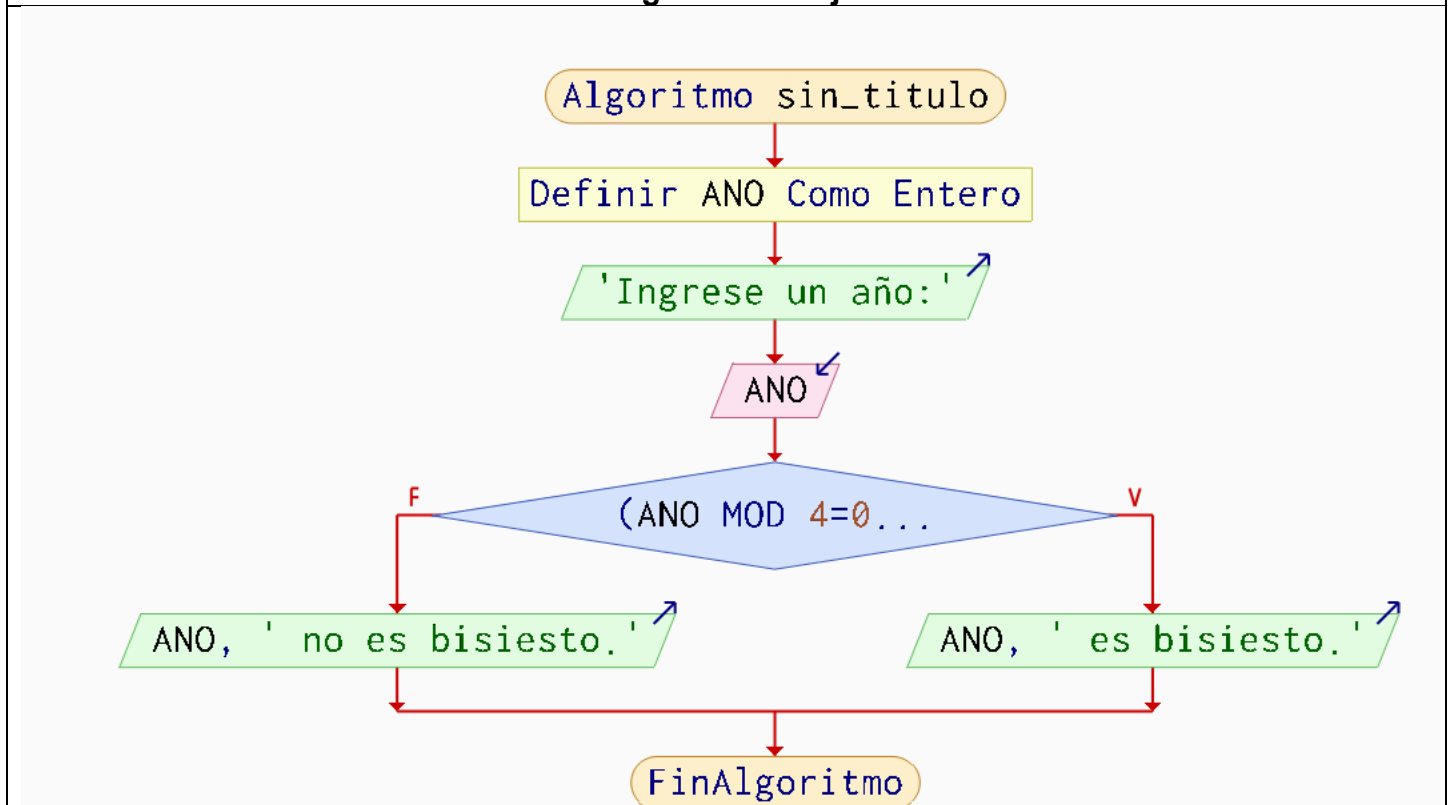 Algoritmo sin_titulo
Definir ANO Como Entero
'Ingrese un año:'
ANO
F
(ANO MOD 4=0...
V
ANO, ' no es bisiesto.'
ANO, ' es bisiesto.'
FinAlgoritmo